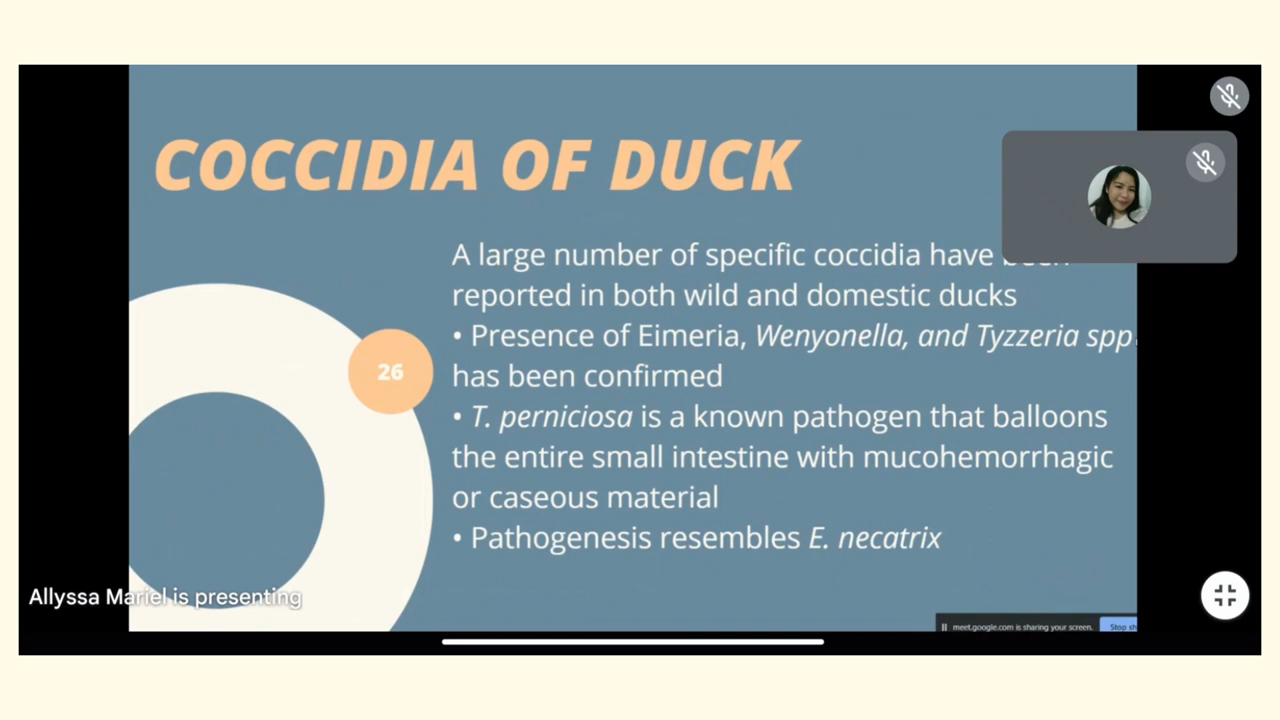 COCCIDIA OF DUCK
A large number of specific coccidia have been
reported in both wild and domestic ducks
• Presence of Eimeria, Wenyonella, and Tyzzeria spp.
has been confirmed
26
• T. perniciosa is a known pathogen that balloons
the entire small intestine with mucohemorrhagic
or caseous material
• Pathogenesis resembles E. necatrix
Allyssa Mariel is presenting
meet.google.com is sharing your screen.
Stop sh